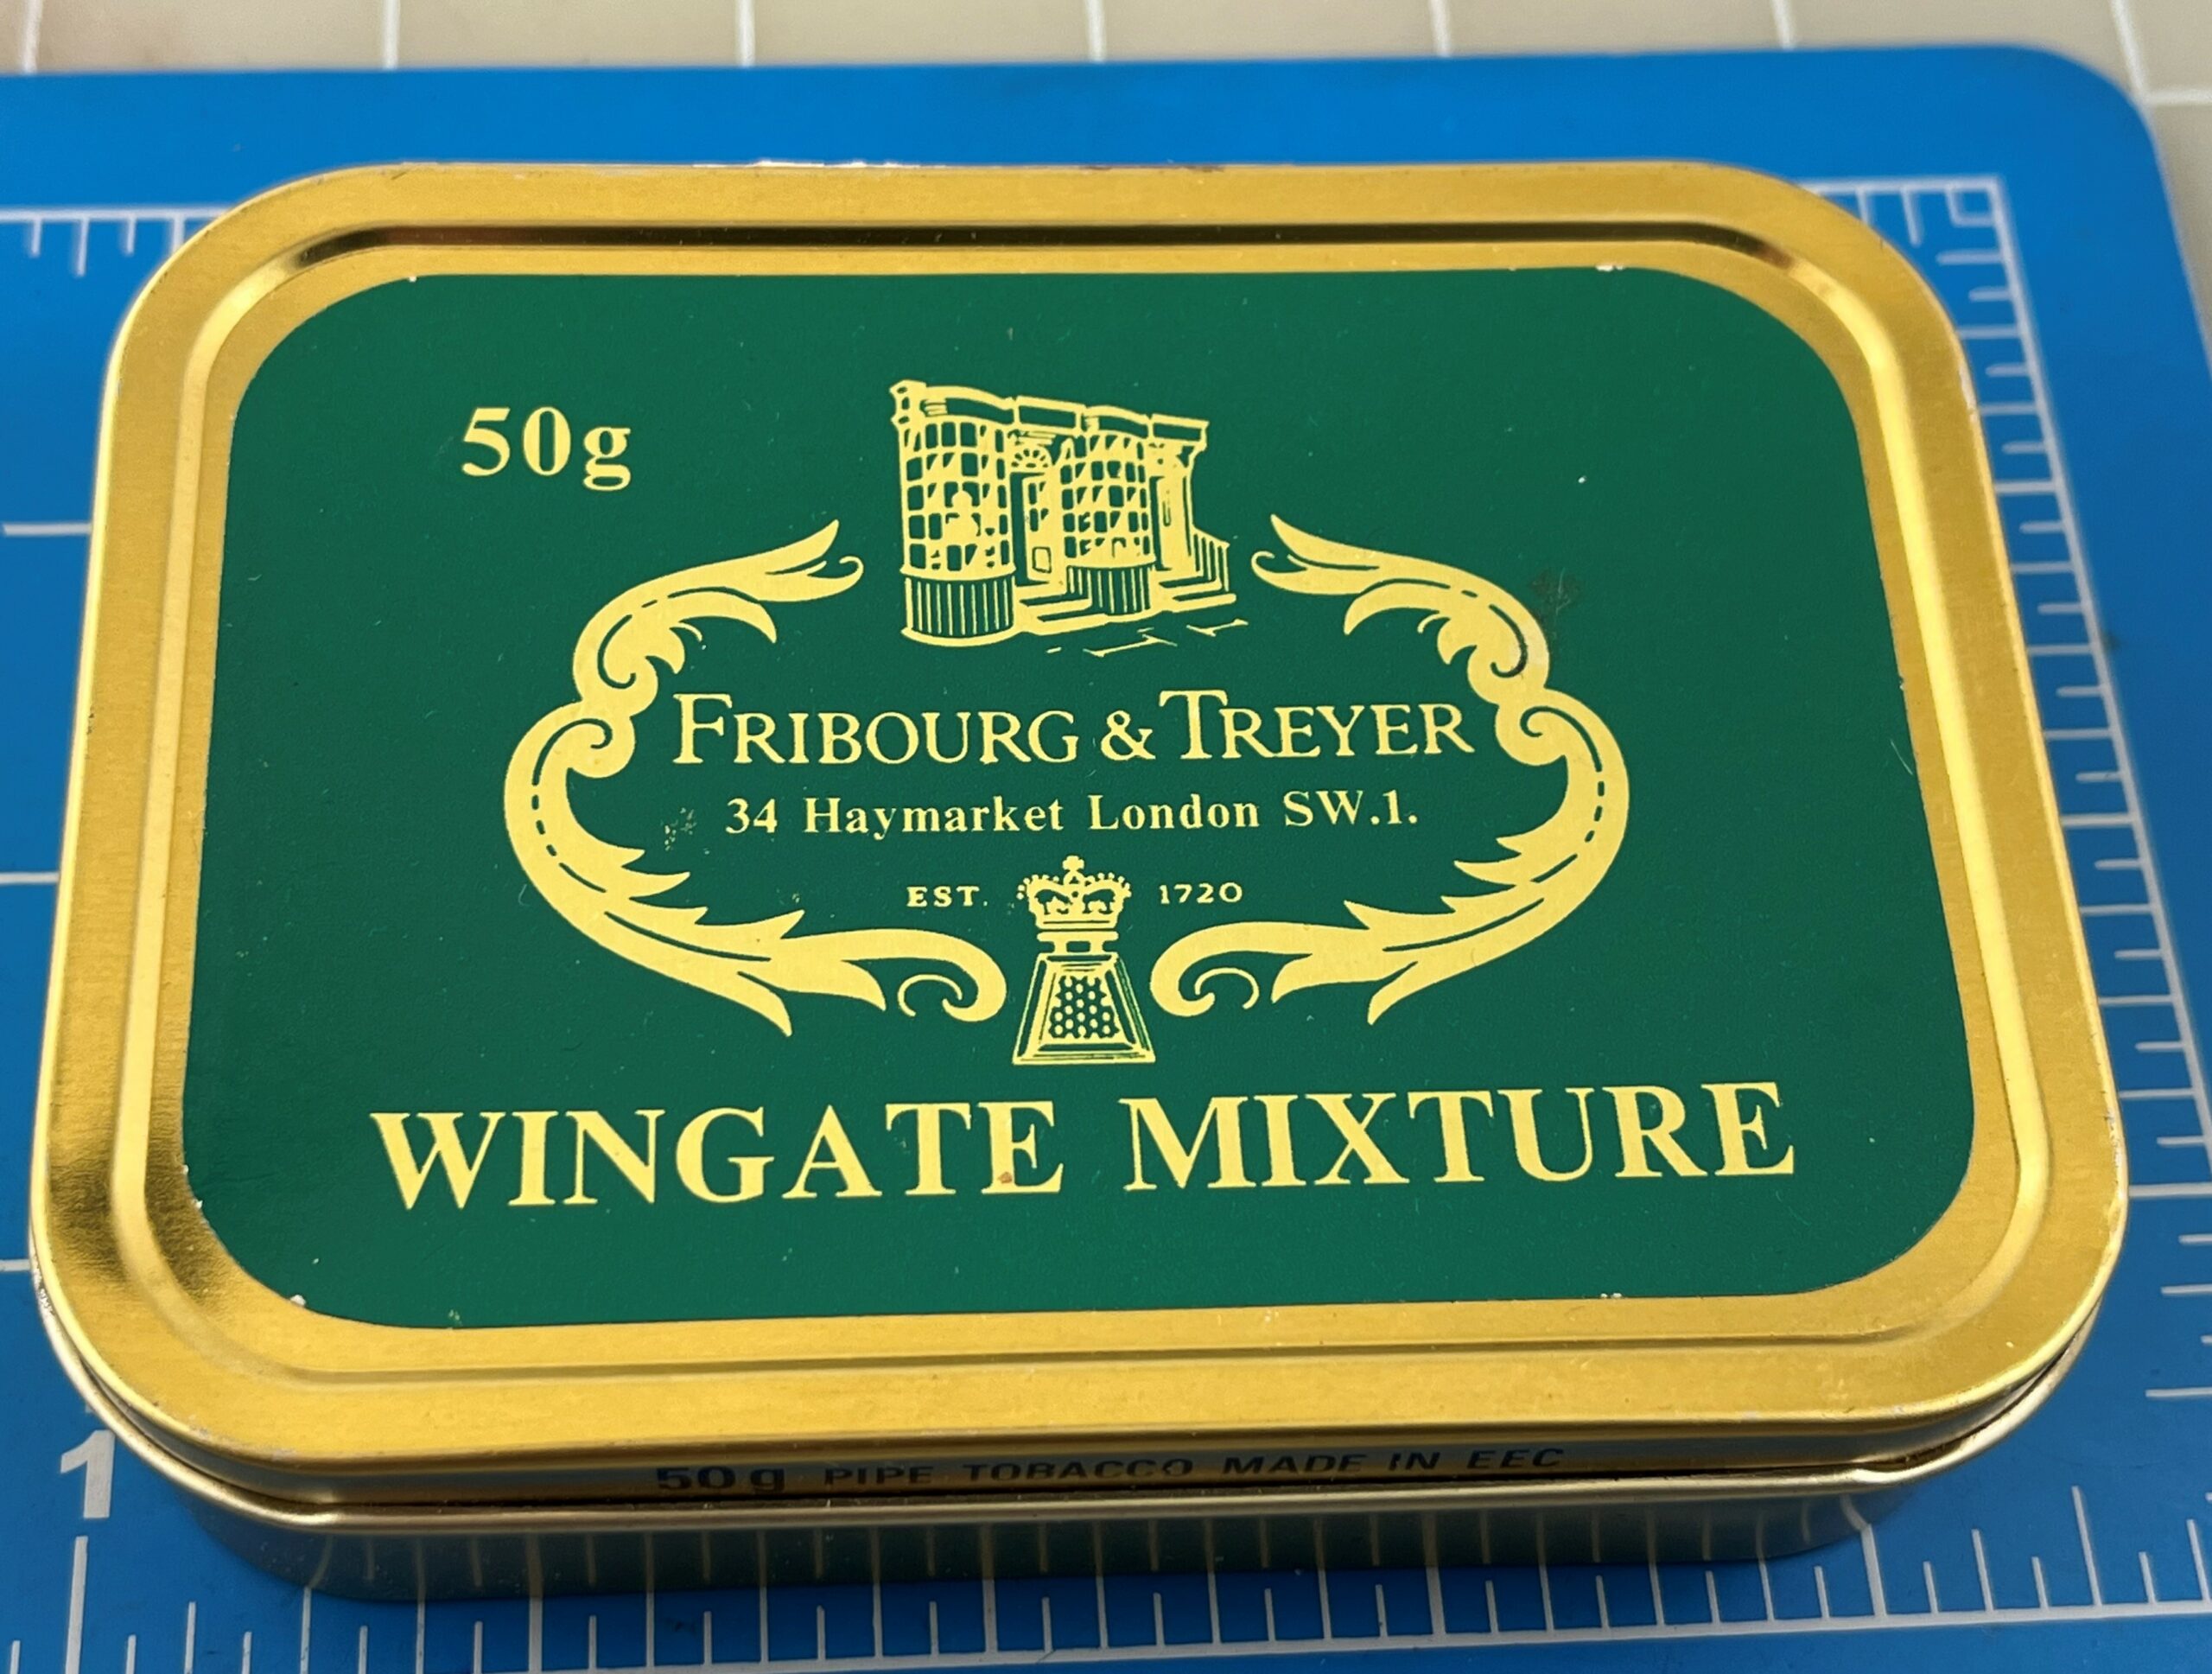 50g
FRIBOURG & TREYER
34 Haymarket London SW.1.
EST. 1720
WINGATE MIXTURE
50g PIPE TOBACCO MADE IN EEC
1